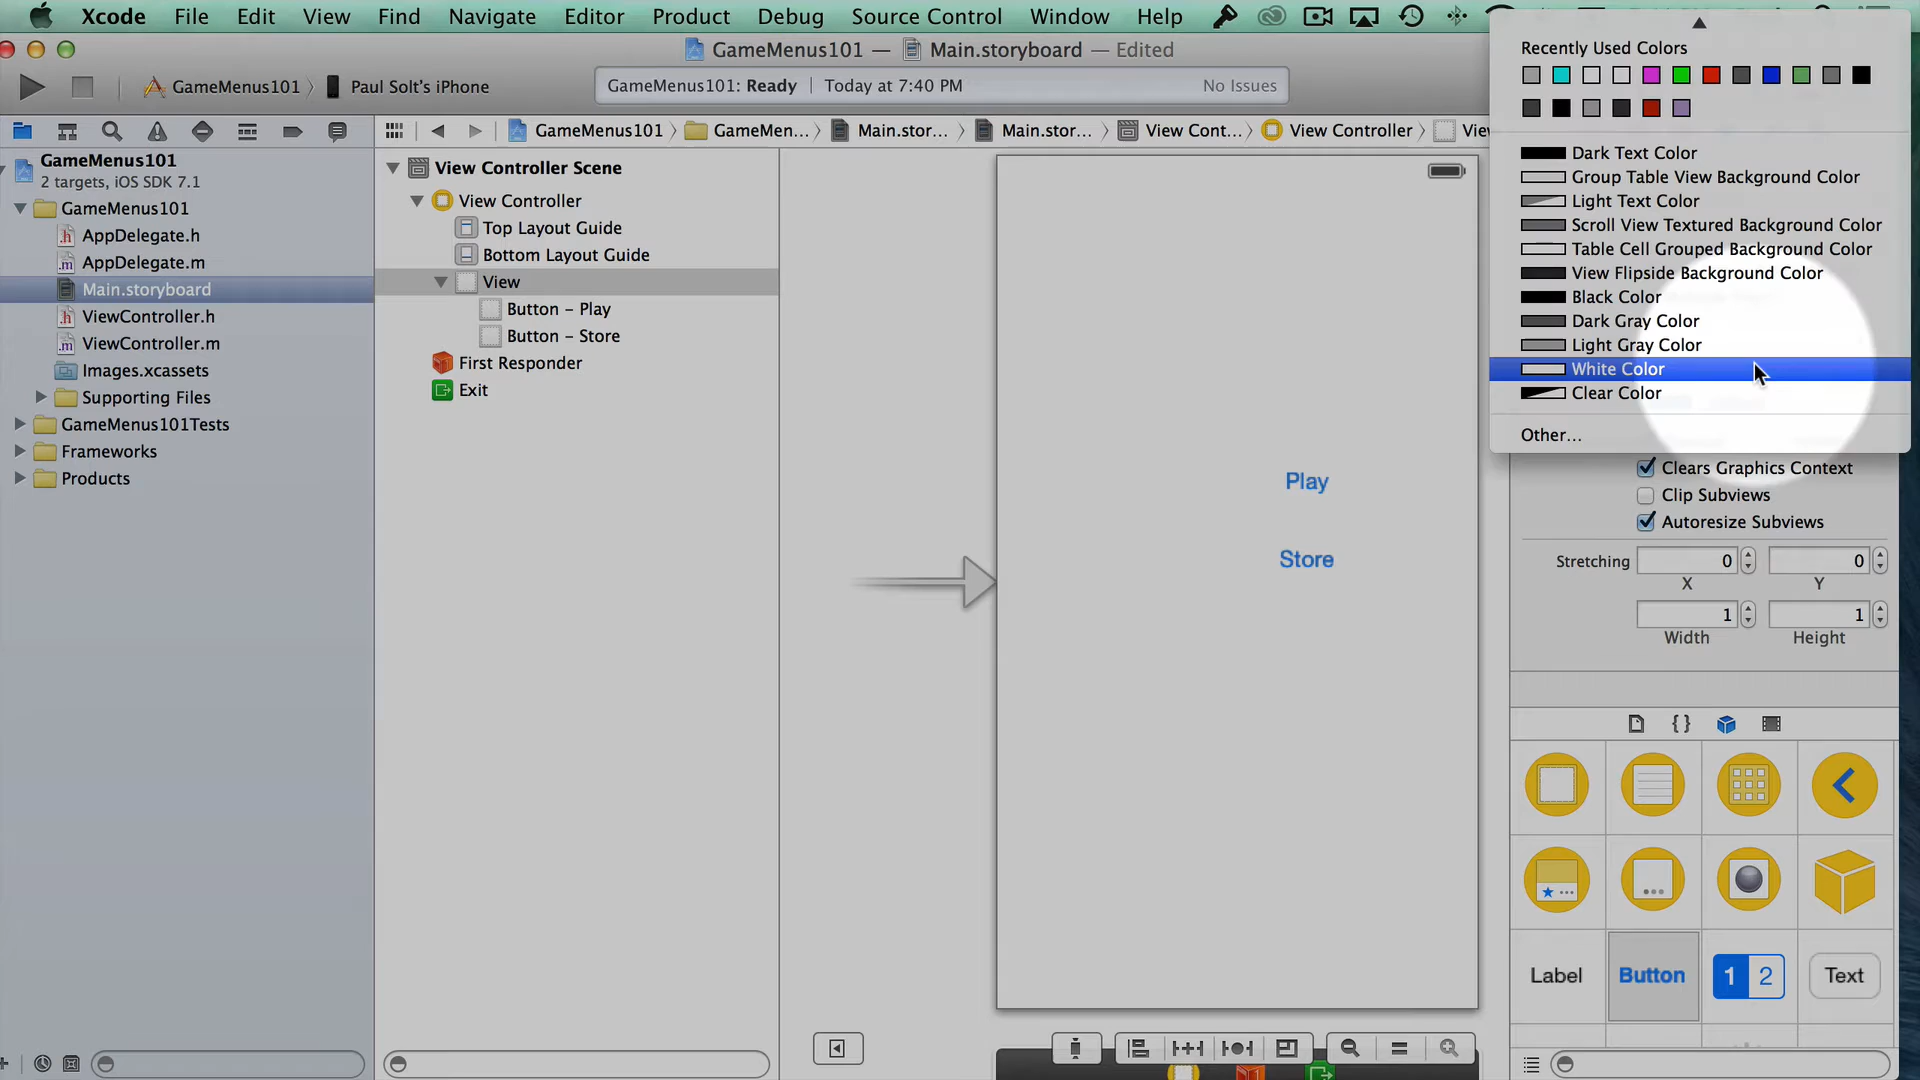 Xcode File Edit View Find Navigate Editor Product Debug Source Control Window Help
GameMenus101 — Main.storyboard — Edited
GameMenus101 〉 Paul Solt's iPhone
GameMenus101: Ready | Today at 7:40 PM No Issues
GameMenus101 〉 GameMen... 〉 Main.stor... 〉 Main.stor... 〉 View Cont... 〉 View Controller 〉
GameMenus101
2 targets, iOS SDK 7.1
GameMenus101
AppDelegate.h
AppDelegate.m
Main.storyboard
ViewController.h
ViewController.m
Images.xcassets
Supporting Files
GameMenus101Tests
Frameworks
Products
View Controller Scene
View Controller
Top Layout Guide
Bottom Layout Guide
View
Button – Play
Button – Store
First Responder
Exit
Play
Store
Recently Used Colors
Dark Text Color
Group Table View Background Color
Light Text Color
Scroll View Textured Background Color
Table Cell Grouped Background Color
View Flipside Background Color
Black Color
Dark Gray Color
Light Gray Color
White Color
Clear Color
Other...
Clears Graphics Context
Clip Subviews
Autoresize Subviews
Stretching 0 0
X Y
1 1
Width Height
{ }
Label Button 1 2 Text